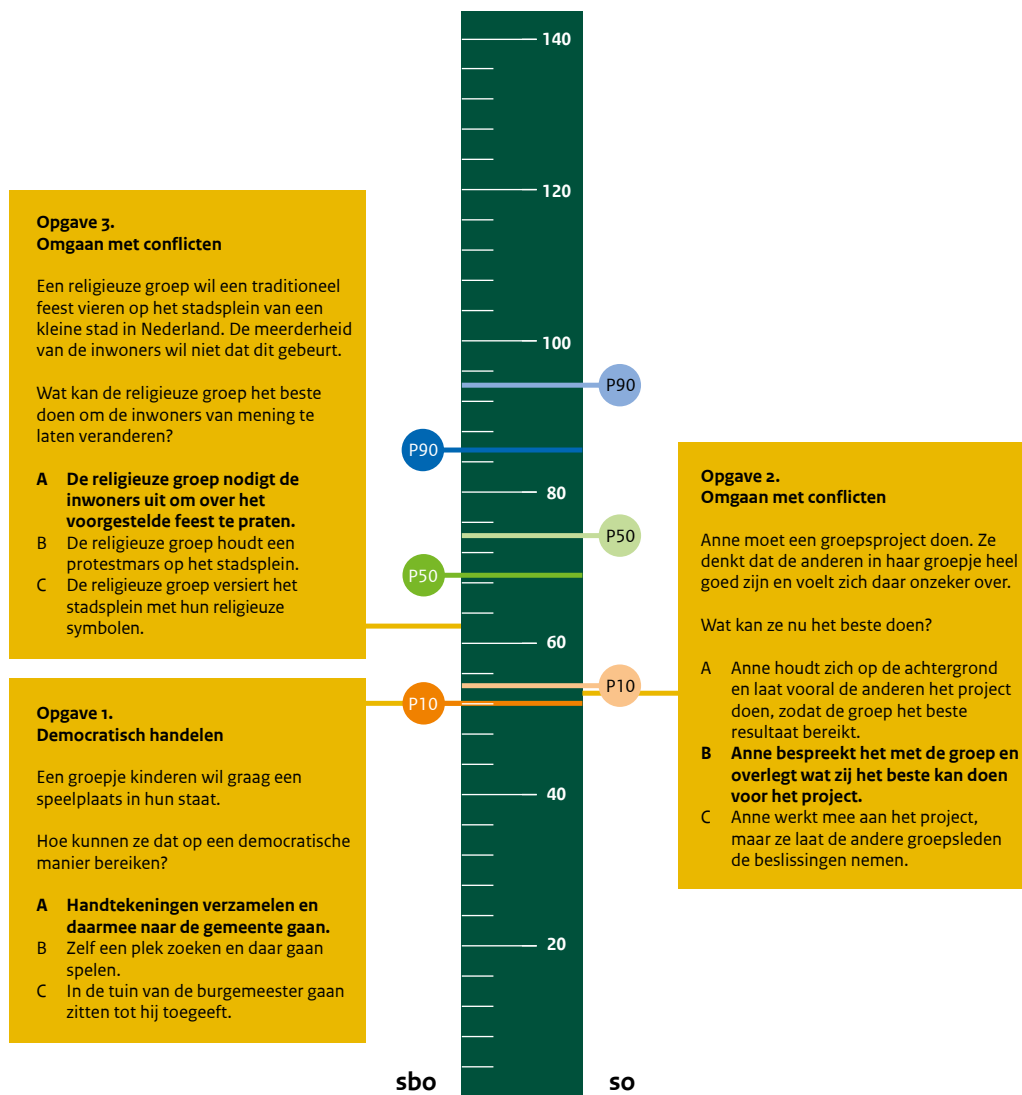 Opgave 3.
Omgaan met conflicten
Een religieuze groep wil een traditioneel
feest vieren op het stadsplein van een
kleine stad in Nederland. De meerderheid
van de inwoners wil niet dat dit gebeurt.
Wat kan de religieuze groep het beste
doen om de inwoners van mening te
laten veranderen?
A De religieuze groep nodigt de
inwoners uit om over het
voorgestelde feest te praten.
B De religieuze groep houdt een
protestmars op het stadsplein.
C De religieuze groep versiert het
stadsplein met hun religieuze
symbolen.
Opgave 1.
Democratisch handelen
Een groepje kinderen wil graag een
speelplaats in hun staat.
Hoe kunnen ze dat op een democratische
manier bereiken?
A Handtekeningen verzamelen en
daarmee naar de gemeente gaan.
B Zelf een plek zoeken en daar gaan
spelen.
C In de tuin van de burgemeester gaan
zitten tot hij toegeeft.
P90
P50
P10
sbo
140
120
100
80
60
40
20
P90
P50
P10
so
Opgave 2.
Omgaan met conflicten
Anne moet een groepsproject doen. Ze
denkt dat de anderen in haar groepje heel
goed zijn en voelt zich daar onzeker over.
Wat kan ze nu het beste doen?
A Anne houdt zich op de achtergrond
en laat vooral de anderen het project
doen, zodat de groep het beste
resultaat bereikt.
B Anne bespreekt het met de groep en
overlegt wat zij het beste kan doen
voor het project.
C Anne werkt mee aan het project,
maar ze laat de andere groepsleden
de beslissingen nemen.